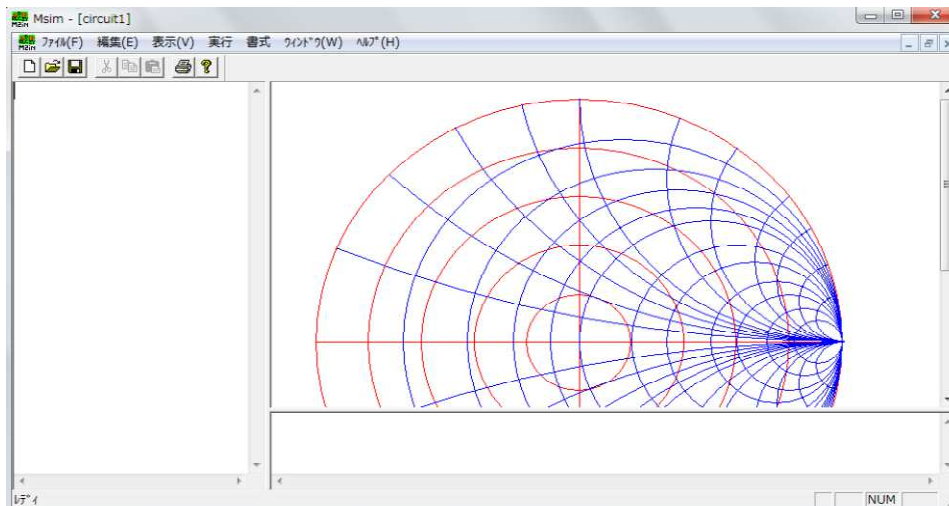 Msim - [circuit1]
ﾌｧｲﾙ(F) 編集(E) 表示(V) 実行 書式 ｳｨﾝﾄﾞｳ(W) ﾍﾙﾌﾟ(H)
ﾚﾃﾞｨ NUM